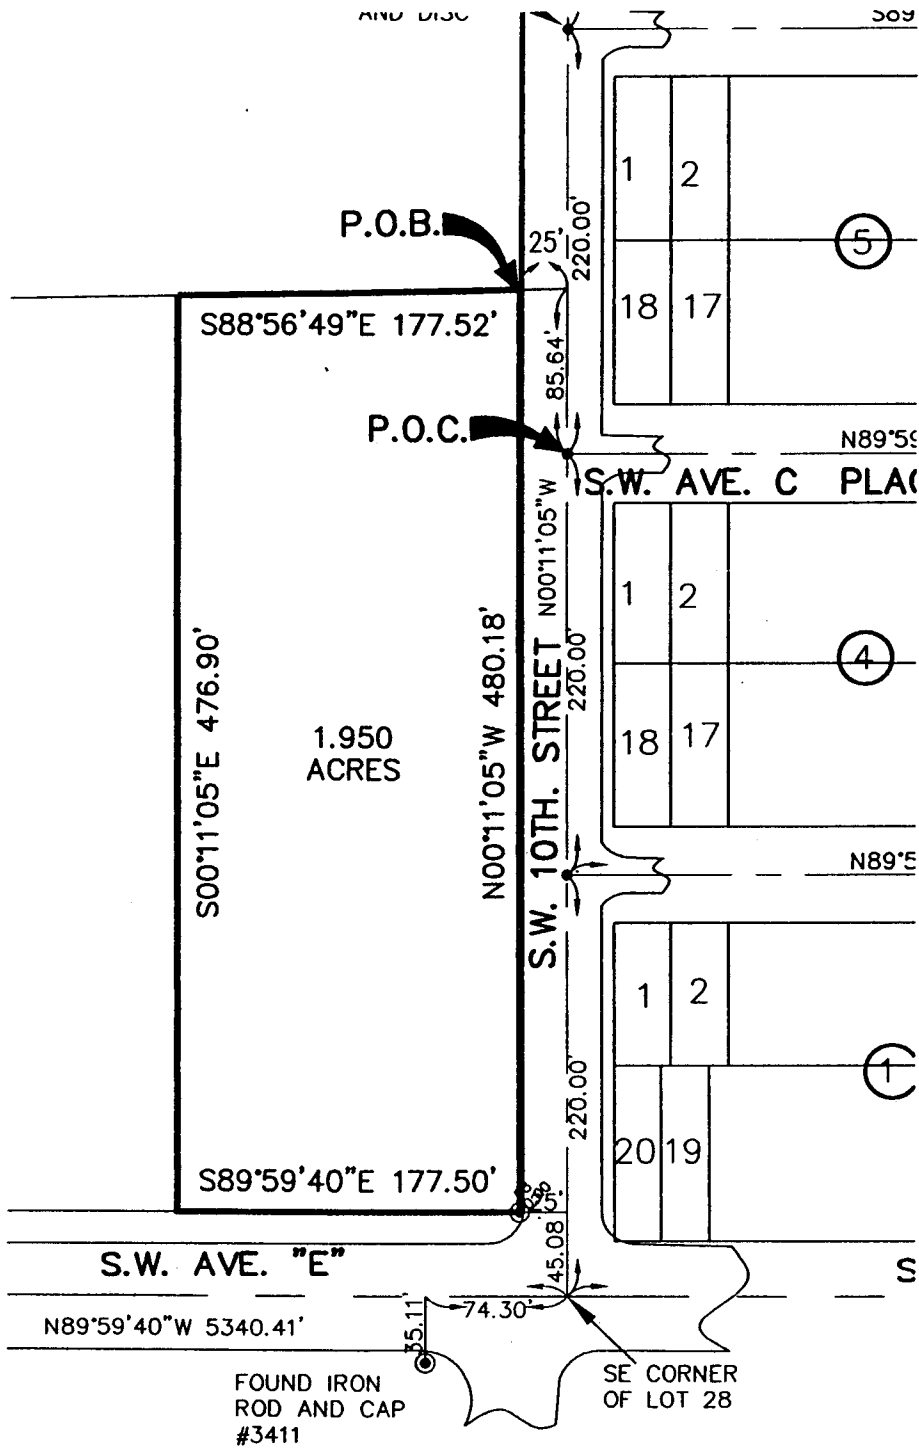 AND DISC
S89
1
2
P.O.B.
25'
220.00'
5
18
17
S88°56'49"E 177.52'
85.64'
P.O.C.
N89°59
S.W. AVE. C PLAC
N00°11'05"W
1
2
S00°11'05"E 476.90'
N00°11'05"W 480.18'
S.W. 10TH. STREET
220.00'
4
1.950
ACRES
18
17
N89°5
1
2
220.00'
1
20
19
S89°59'40"E 177.50'
S.W. AVE. "E"
45.08'
S
74.30'
N89°59'40"W 5340.41'
35.11'
FOUND IRON
ROD AND CAP
#3411
SE CORNER
OF LOT 28